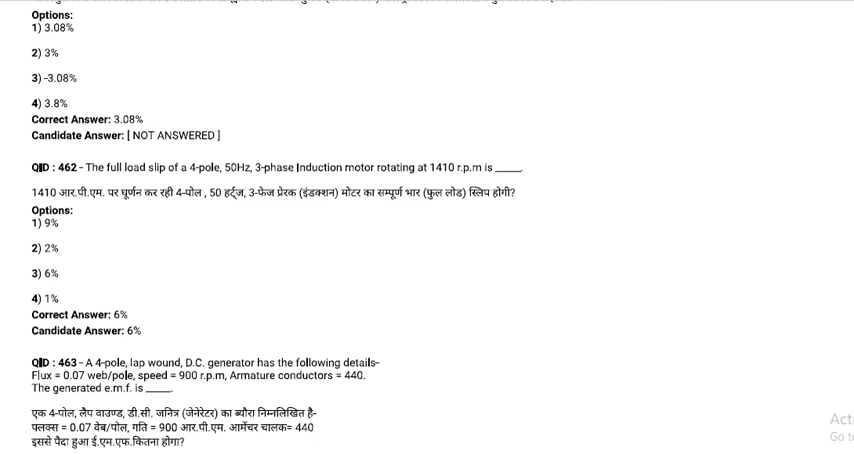 Options:
1) 3.08%
2) 3%
3) -3.08%
4) 3.8%
Correct Answer: 3.08%
Candidate Answer: [ NOT ANSWERED ]
QID : 462 - The full load slip of a 4-pole, 50Hz, 3-phase Induction motor rotating at 1410 r.p.m is _____.
1410 आर.पी.एम. पर घूर्णन कर रही 4-पोल , 50 हर्ट्ज, 3-फेज प्रेरक (इंडक्शन) मोटर का सम्पूर्ण भार (फुल लोड) स्लिप होगी?
Options:
1) 9%
2) 2%
3) 6%
4) 1%
Correct Answer: 6%
Candidate Answer: 6%
QID : 463 - A 4-pole, lap wound, D.C. generator has the following details-
Flux = 0.07 web/pole, speed = 900 r.p.m, Armature conductors = 440.
The generated e.m.f. is _____.
एक 4-पोल, लैप वाउण्ड, डी.सी. जनित्र (जेनेरेटर) का ब्यौरा निम्नलिखित है-
फ्लक्स = 0.07 वेब/पोल, गति = 900 आर.पी.एम. आर्मेचर चालक= 440
इससे पैदा हुआ ई.एम.एफ.कितना होगा?
Act
Go to